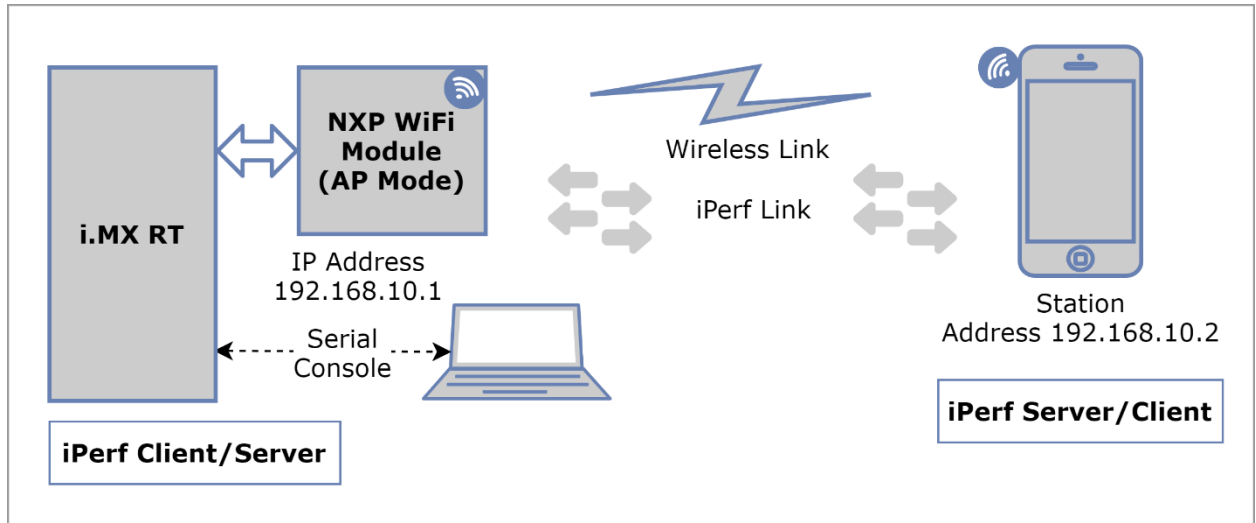 i.MX RT
NXP WiFi
Module
(AP Mode)
IP Address
192.168.10.1
Serial
Console
iPerf Client/Server
Wireless Link
iPerf Link
Station
Address 192.168.10.2
iPerf Server/Client